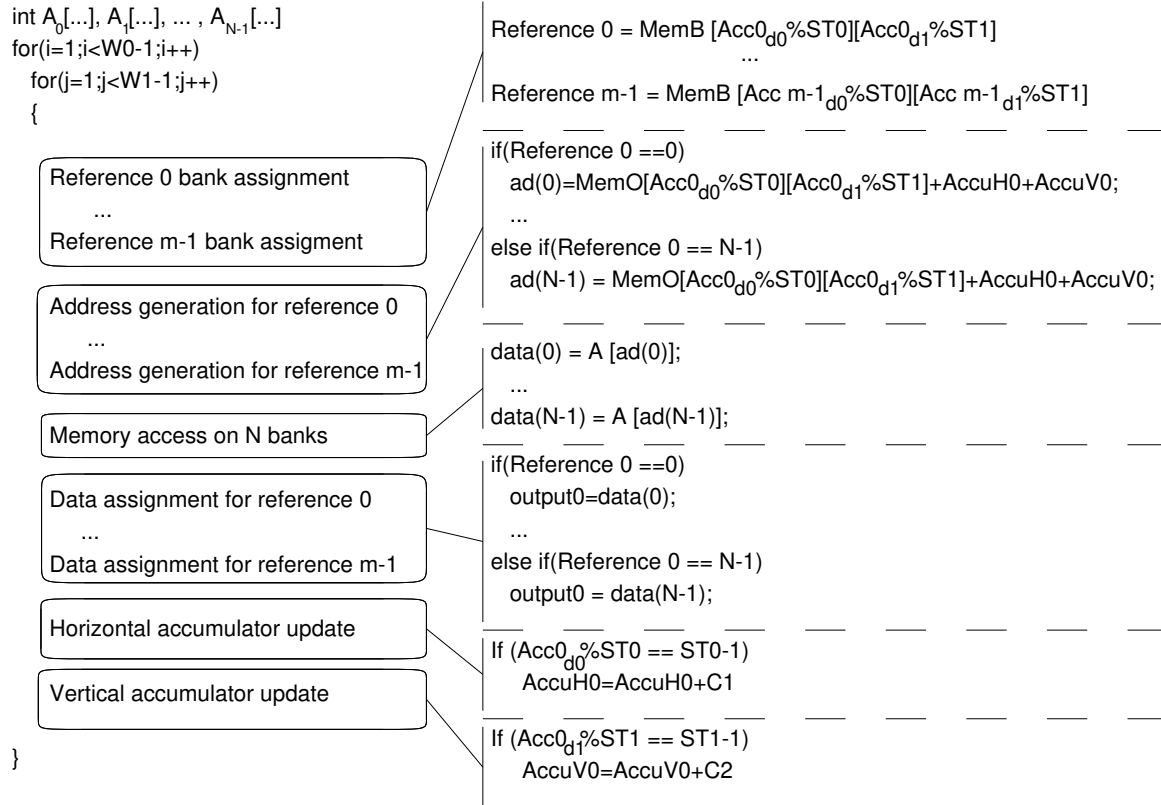 int A0[...], A1[...], ... , AN-1[...]
for(i=1;i<W0-1;i++)
for(j=1;j<W1-1;j++)
{
Reference 0 bank assignment
...
Reference m-1 bank assigment
Address generation for reference 0
...
Address generation for reference m-1
Memory access on N banks
Data assignment for reference 0
...
Data assignment for reference m-1
Horizontal accumulator update
Vertical accumulator update
}
Reference 0 = MemB [Acc0d0%ST0][Acc0d1%ST1]
...
Reference m-1 = MemB [Acc m-1d0%ST0][Acc m-1d1%ST1]
if(Reference 0 ==0)
ad(0)=MemO[Acc0d0%ST0][Acc0d1%ST1]+AccuH0+AccuV0;
...
else if(Reference 0 == N-1)
ad(N-1) = MemO[Acc0d0%ST0][Acc0d1%ST1]+AccuH0+AccuV0;
data(0) = A [ad(0)];
...
data(N-1) = A [ad(N-1)];
if(Reference 0 ==0)
output0=data(0);
...
else if(Reference 0 == N-1)
output0 = data(N-1);
If (Acc0d0%ST0 == ST0-1)
AccuH0=AccuH0+C1
If (Acc0d1%ST1 == ST1-1)
AccuV0=AccuV0+C2